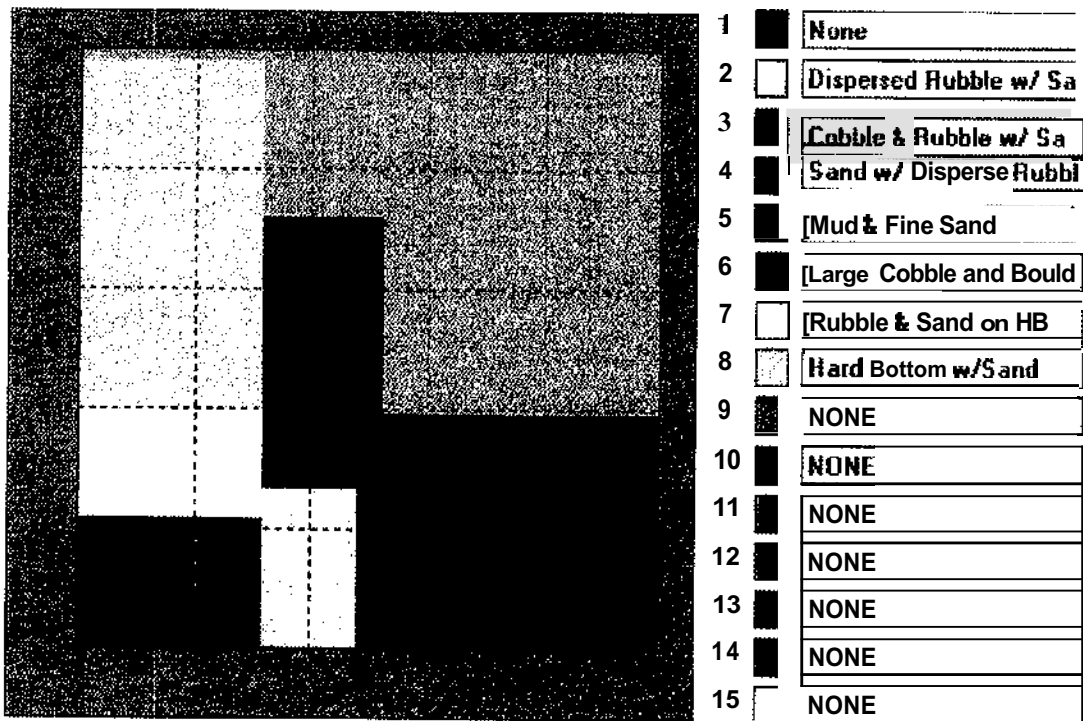 1 None
2 Dispersed Rubble w/ Sa
3 Cobble & Rubble w/ Sa
4 Sand w/ Disperse Rubbl
5 [Mud & Fine Sand
6 [Large Cobble and Bould
7 [Rubble & Sand on HB
8 Hard Bottom w/Sand
9 NONE
10 NONE
11 NONE
12 NONE
13 NONE
14 NONE
15 NONE